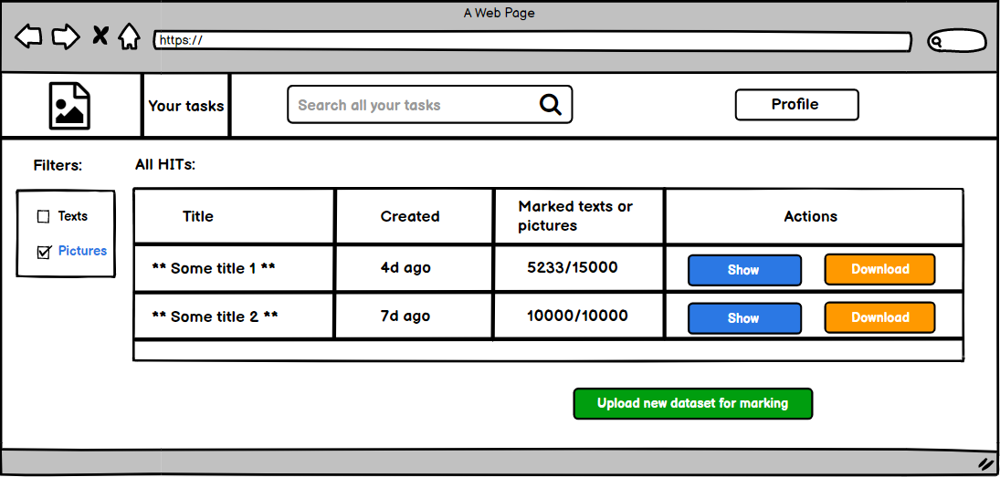 A Web Page
https://
Your tasks
Search all your tasks
Profile
Filters:
Texts
Pictures
All HITs:
Title
Created
Marked texts or
pictures
Actions
** Some title 1 **
4d ago
5233/15000
Show
Download
** Some title 2 **
7d ago
10000/10000
Show
Download
Upload new dataset for marking